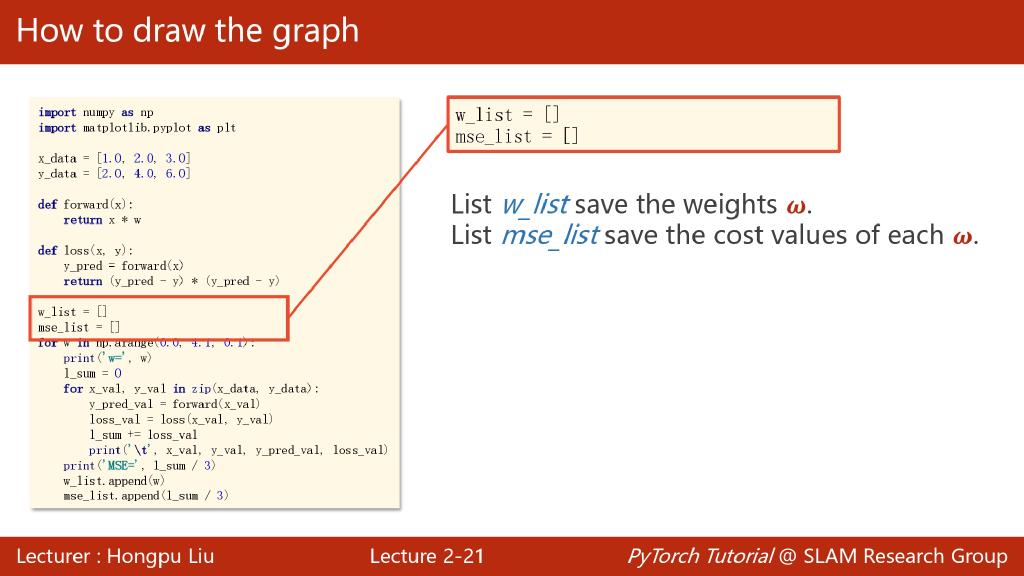 How to draw the graph
import numpy as np
import matplotlib.pyplot as plt
x_data = [1.0, 2.0, 3.0]
y_data = [2.0, 4.0, 6.0]
def forward(x):
    return x * w
def loss(x, y):
    y_pred = forward(x)
    return (y_pred - y) * (y_pred - y)
w_list = []
mse_list = []
for w in np.arange(0.0, 4.1, 0.1):
    print('w=', w)
    l_sum = 0
    for x_val, y_val in zip(x_data, y_data):
        y_pred_val = forward(x_val)
        loss_val = loss(x_val, y_val)
        l_sum += loss_val
        print('\t', x_val, y_val, y_pred_val, loss_val)
    print('MSE=', l_sum / 3)
    w_list.append(w)
    mse_list.append(l_sum / 3)
w_list = []
mse_list = []
List w_list save the weights ω.
List mse_list save the cost values of each ω.
Lecturer : Hongpu Liu
Lecture 2-21
PyTorch Tutorial @ SLAM Research Group